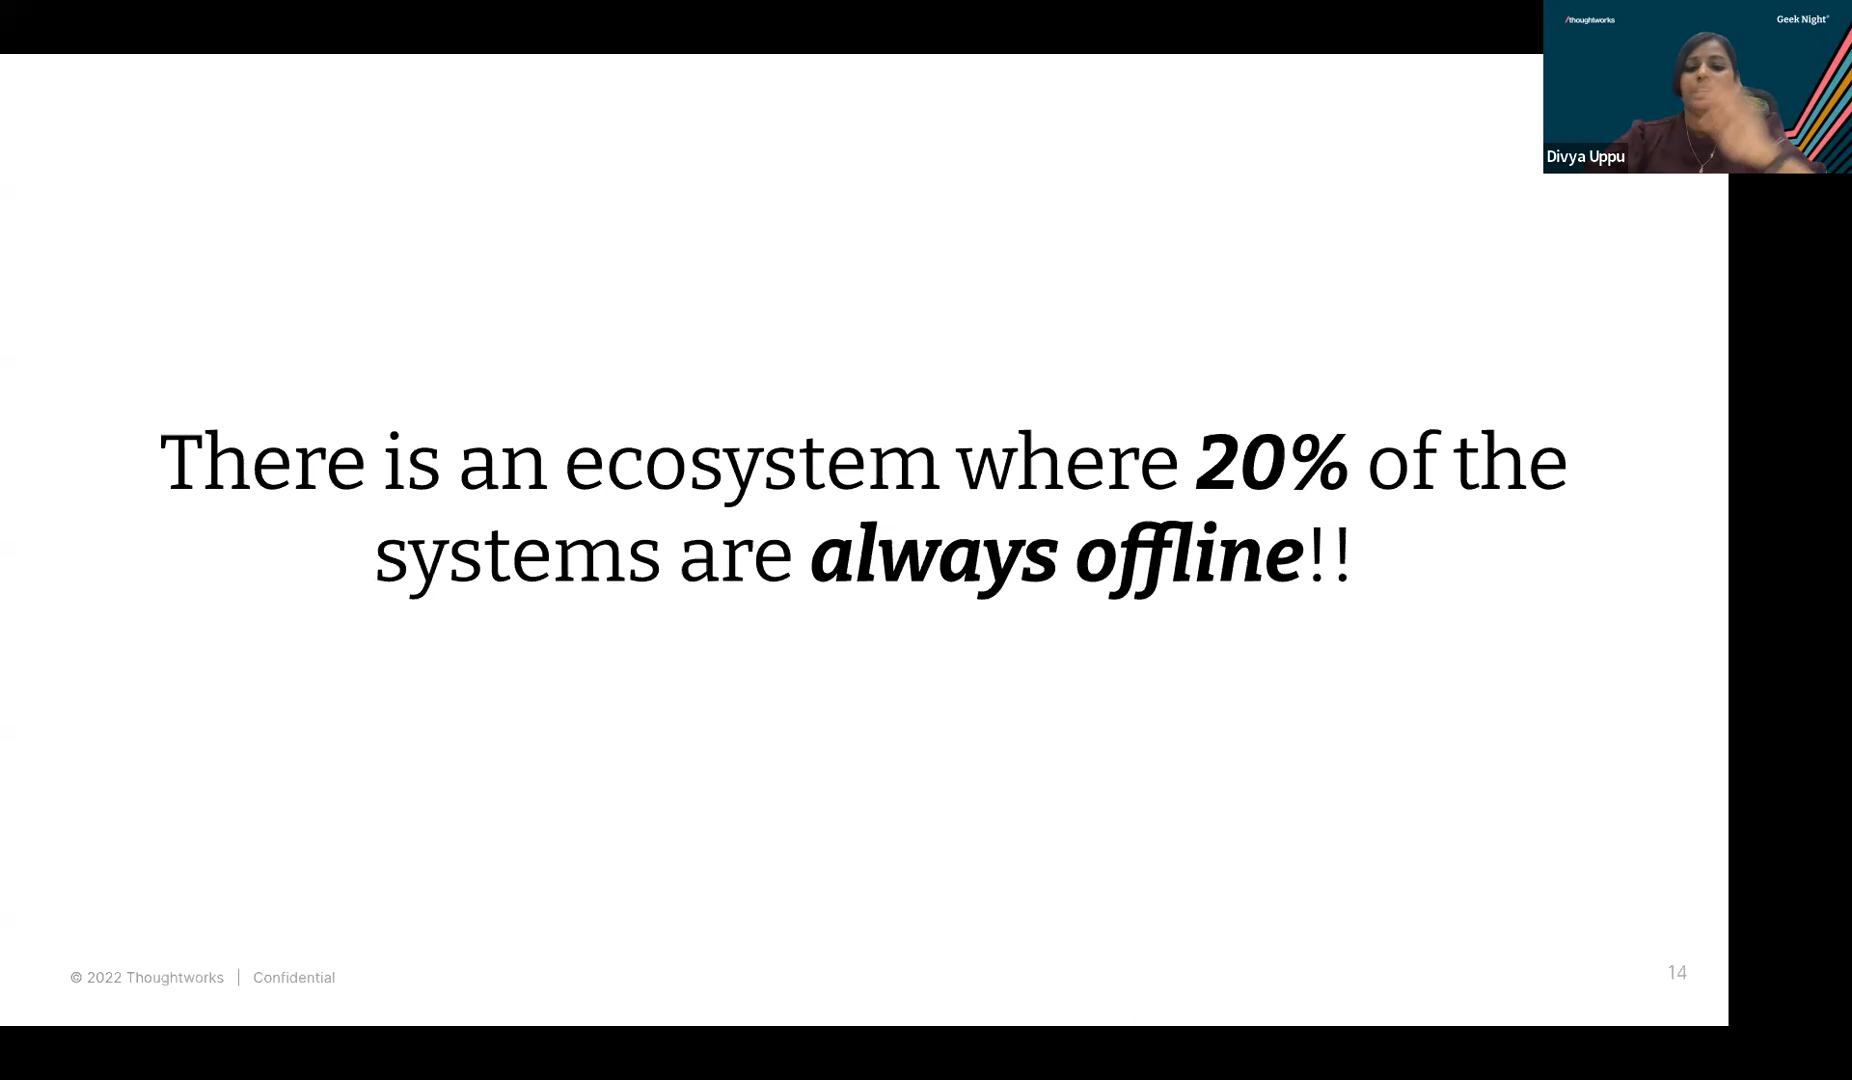 /thoughtworks
Geek Night®
Divya Uppu
There is an ecosystem where 20% of the
systems are always offline!!
© 2022 Thoughtworks | Confidential
14